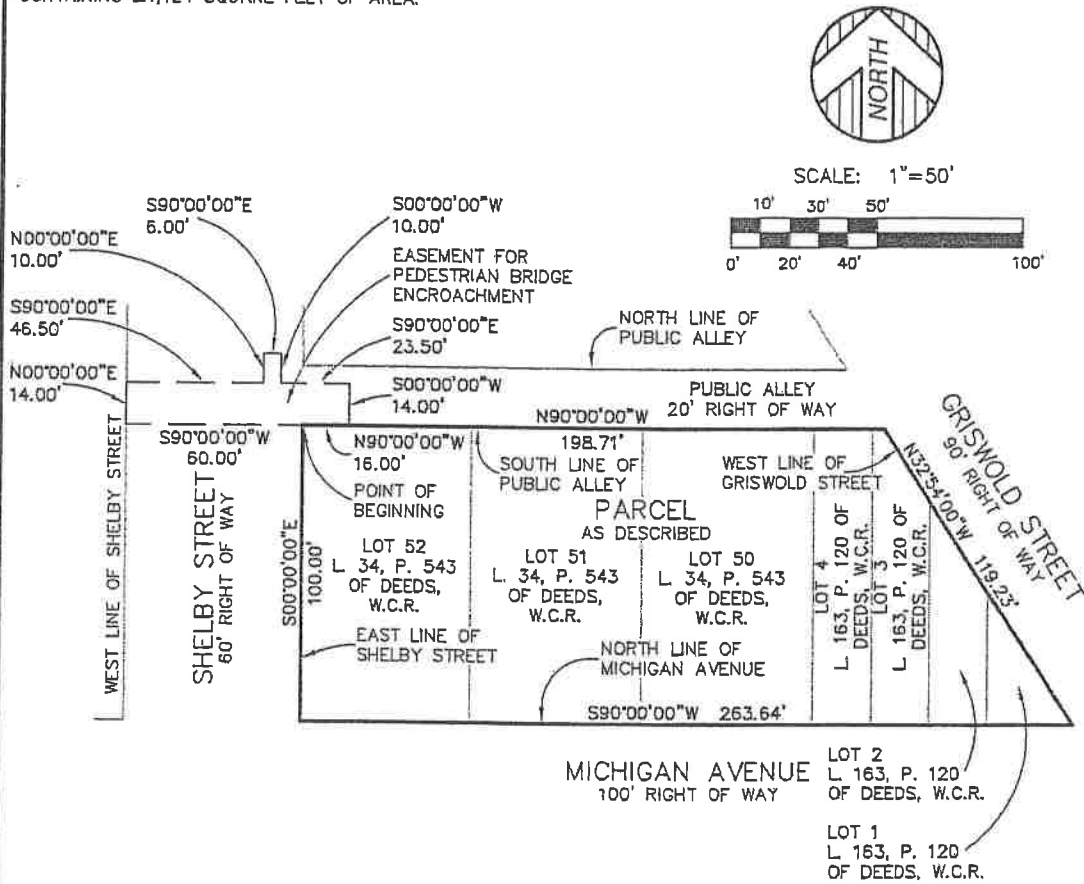 NORTH
SCALE: 1"=50'
10' 30' 50'
0' 20' 40' 100'
S90°00'00"E
6.00'
S00°00'00"W
10.00'
N00°00'00"E
10.00'
EASEMENT FOR
PEDESTRIAN BRIDGE
ENCROACHMENT
S90°00'00"E
46.50'
S90°00'00"E
23.50'
NORTH LINE OF
PUBLIC ALLEY
N00°00'00"E
14.00'
S00°00'00"W
14.00'
PUBLIC ALLEY
20' RIGHT OF WAY
S90°00'00"W
60.00'
N90°00'00"W
16.00'
N90°00'00"W
198.71'
SOUTH LINE OF
PUBLIC ALLEY
WEST LINE OF
GRISWOLD STREET
GRISWOLD STREET
90' RIGHT OF WAY
N32°54'00"W 119.23'
POINT OF
BEGINNING
PARCEL
AS DESCRIBED
WEST LINE OF SHELBY STREET
SHELBY STREET
60' RIGHT OF WAY
S00°00'00"E
100.00'
LOT 52
L. 34, P. 543
OF DEEDS,
W.C.R.
LOT 51
L. 34, P. 543
OF DEEDS,
W.C.R.
LOT 50
L. 34, P. 543
OF DEEDS,
W.C.R.
LOT 4
L. 163, P. 120 OF
DEEDS, W.C.R.
LOT 3
L. 163, P. 120 OF
DEEDS, W.C.R.
EAST LINE OF
SHELBY STREET
NORTH LINE OF
MICHIGAN AVENUE
S90°00'00"W 263.64'
MICHIGAN AVENUE
100' RIGHT OF WAY
LOT 2
L. 163, P. 120
OF DEEDS, W.C.R.
LOT 1
L. 163, P. 120
OF DEEDS, W.C.R.